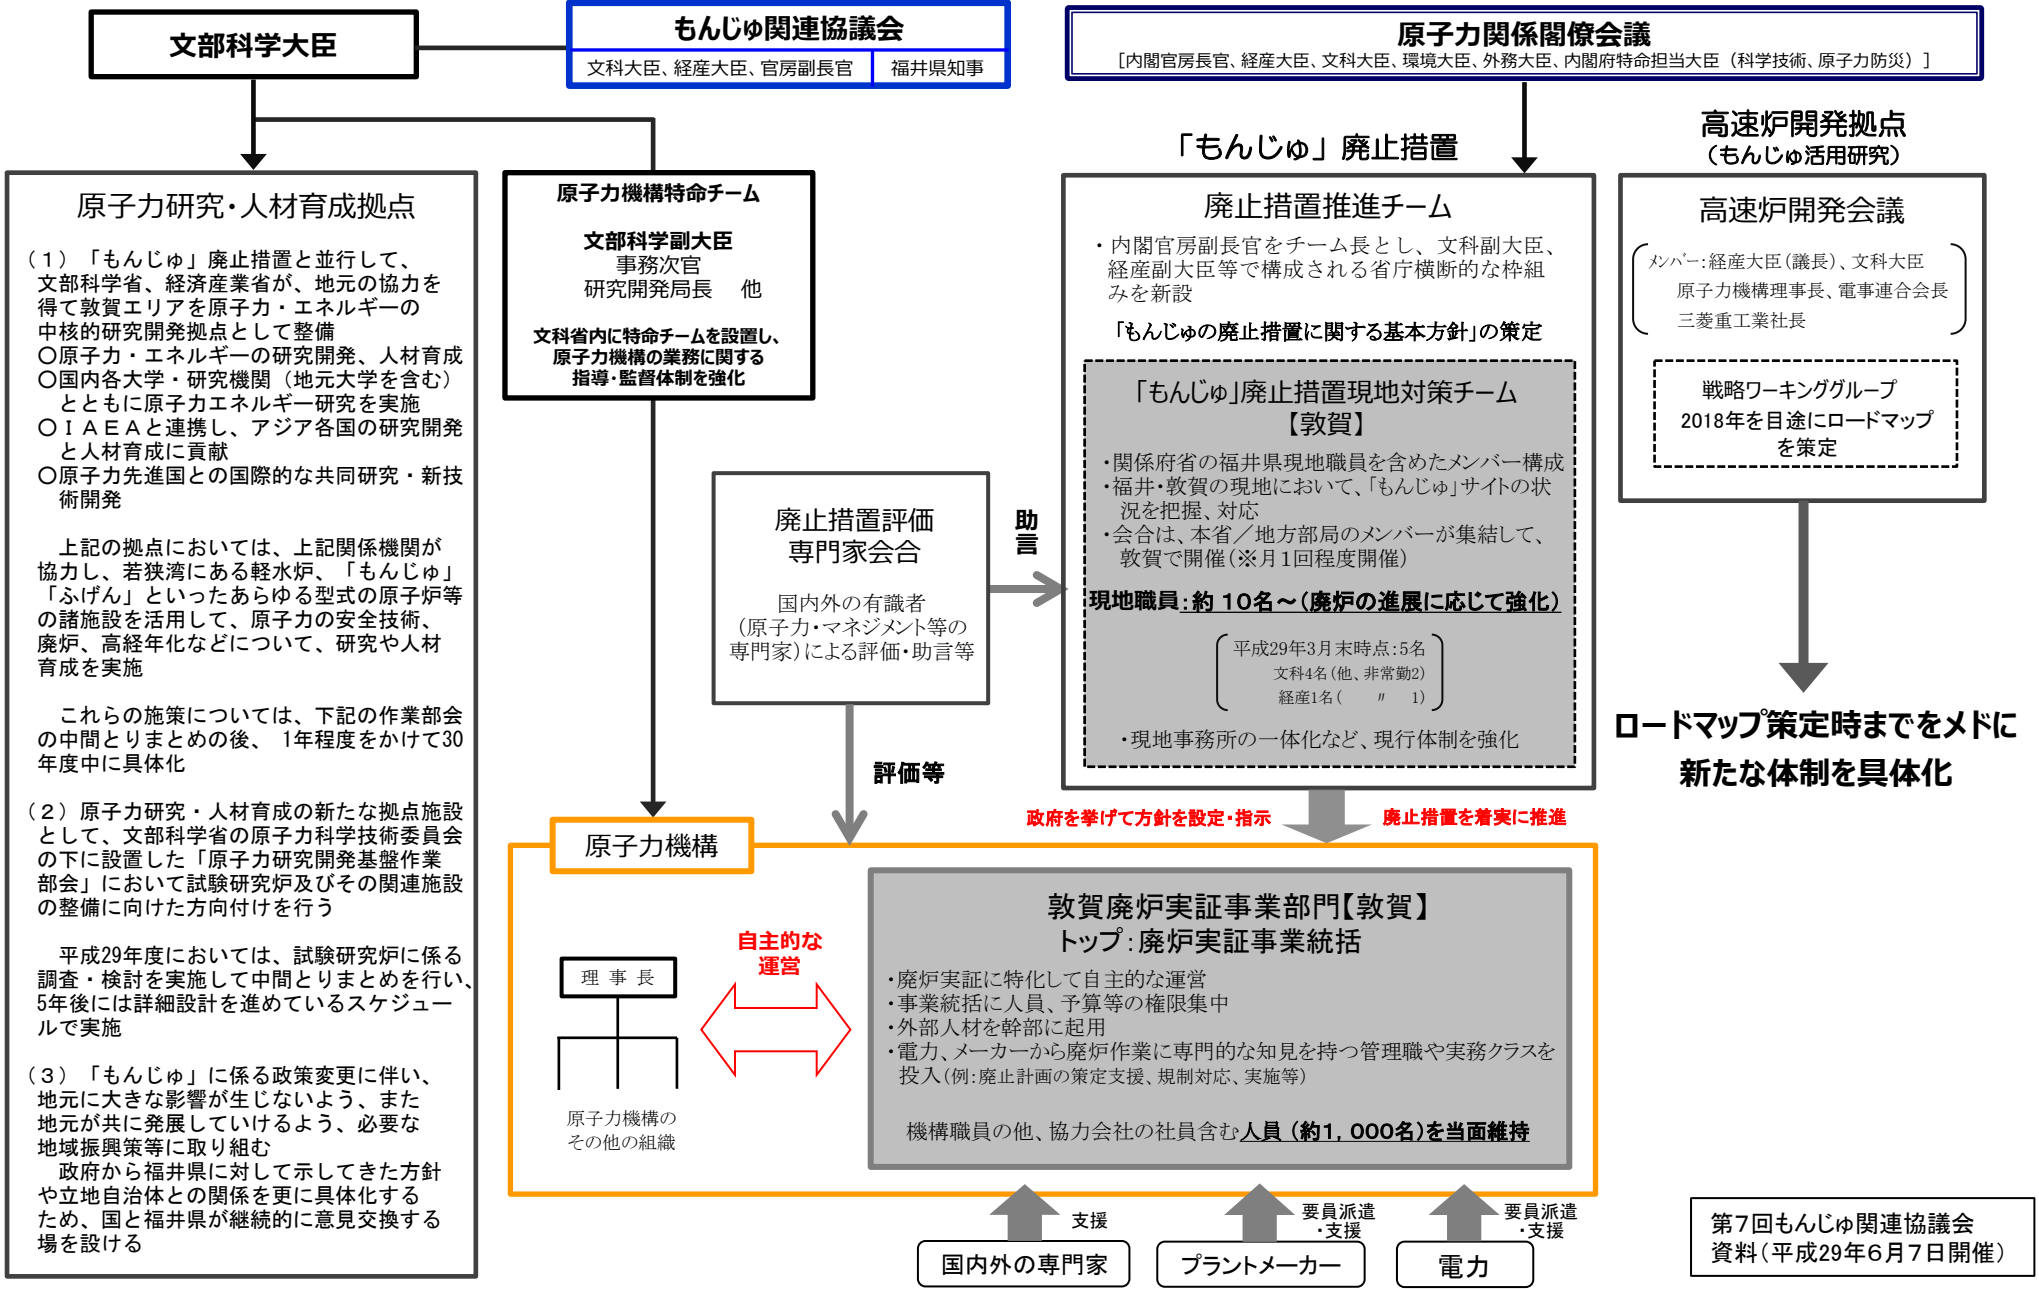 文部科学大臣
もんじゅ関連協議会
文科大臣、経産大臣、官房副長官
福井県知事
原子力関係閣僚会議
[内閣官房長官、経産大臣、文科大臣、環境大臣、外務大臣、内閣府特命担当大臣（科学技術、原子力防災）]
原子力研究・人材育成拠点
（１）「もんじゅ」廃止措置と並行して、
文部科学省、経済産業省が、地元の協力を
得て敦賀エリアを原子力・エネルギーの
中核的研究開発拠点として整備
〇原子力・エネルギーの研究開発、人材育成
〇国内各大学・研究機関（地元大学を含む）
とともに原子力エネルギー研究を実施
〇ＩＡＥＡと連携し、アジア各国の研究開発
と人材育成に貢献
〇原子力先進国との国際的な共同研究・新技
術開発
上記の拠点においては、上記関係機関が
協力し、若狭湾にある軽水炉、「もんじゅ」
「ふげん」といったあらゆる型式の原子炉等
の諸施設を活用して、原子力の安全技術、
廃炉、高経年化などについて、研究や人材
育成を実施
これらの施策については、下記の作業部会
の中間とりまとめの後、 1年程度をかけて30
年度中に具体化
（２）原子力研究・人材育成の新たな拠点施設
として、文部科学省の原子力科学技術委員会
の下に設置した「原子力研究開発基盤作業
部会」において試験研究炉及びその関連施設
の整備に向けた方向付けを行う
平成29年度においては、試験研究炉に係る
調査・検討を実施して中間とりまとめを行い、
5年後には詳細設計を進めているスケジュー
ルで実施
（３）「もんじゅ」に係る政策変更に伴い、
地元に大きな影響が生じないよう、また
地元が共に発展していけるよう、必要な
地域振興策等に取り組む
政府から福井県に対して示してきた方針
や立地自治体との関係を更に具体化する
ため、国と福井県が継続的に意見交換する
場を設ける
原子力機構特命チーム
文部科学副大臣
事務次官
研究開発局長　他
文科省内に特命チームを設置し、
原子力機構の業務に関する
指導・監督体制を強化
廃止措置評価
専門家会合
国内外の有識者
（原子力・マネジメント等の
専門家）による評価・助言等
助言
評価等
「もんじゅ」廃止措置
廃止措置推進チーム
・内閣官房副長官をチーム長とし、文科副大臣、
経産副大臣等で構成される省庁横断的な枠組
みを新設
「もんじゅの廃止措置に関する基本方針」の策定
「もんじゅ」廃止措置現地対策チーム
【敦賀】
・関係府省の福井県現地職員を含めたメンバー構成
・福井・敦賀の現地において、「もんじゅ」サイトの状
況を把握、対応
・会合は、本省／地方部局のメンバーが集結して、
敦賀で開催（※月１回程度開催）
現地職員：約１０名～（廃炉の進展に応じて強化）
平成29年3月末時点：5名
文科4名（他、非常勤2）
経産1名（　　〃　1）
・現地事務所の一体化など、現行体制を強化
高速炉開発拠点
（もんじゅ活用研究）
高速炉開発会議
メンバー：経産大臣（議長）、文科大臣
原子力機構理事長、電事連合会長
三菱重工業社長
戦略ワーキンググループ
2018年を目途にロードマップ
を策定
ロードマップ策定時までをメドに
新たな体制を具体化
政府を挙げて方針を設定・指示
廃止措置を着実に推進
原子力機構
理 事 長
原子力機構の
その他の組織
自主的な
運営
敦賀廃炉実証事業部門【敦賀】
トップ：廃炉実証事業統括
・廃炉実証に特化して自主的な運営
・事業統括に人員、予算等の権限集中
・外部人材を幹部に起用
・電力、メーカーから廃炉作業に専門的な知見を持つ管理職や実務クラスを
投入（例：廃止計画の策定支援、規制対応、実施等）
機構職員の他、協力会社の社員含む人員（約1，000名）を当面維持
支援
要員派遣
・支援
要員派遣
・支援
国内外の専門家
プラントメーカー
電力
第７回もんじゅ関連協議会
資料（平成29年６月７日開催）